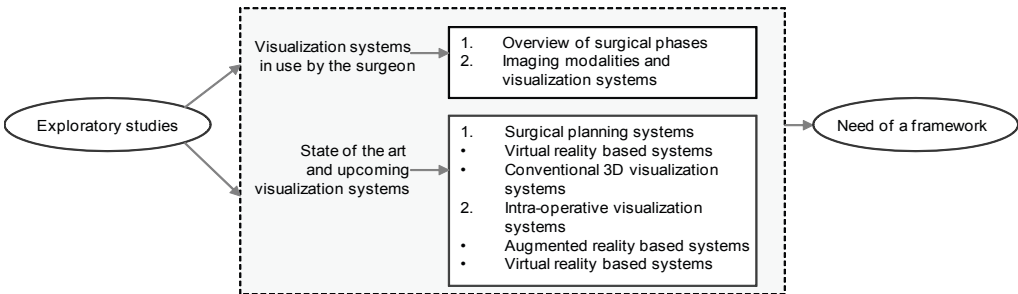 Exploratory studies
Visualization systems
in use by the surgeon
1. Overview of surgical phases
2. Imaging modalities and
visualization systems
State of the art
and upcoming
visualization systems
1. Surgical planning systems
• Virtual reality based systems
• Conventional 3D visualization
systems
2. Intra-operative visualization
systems
• Augmented reality based systems
• Virtual reality based systems
Need of a framework